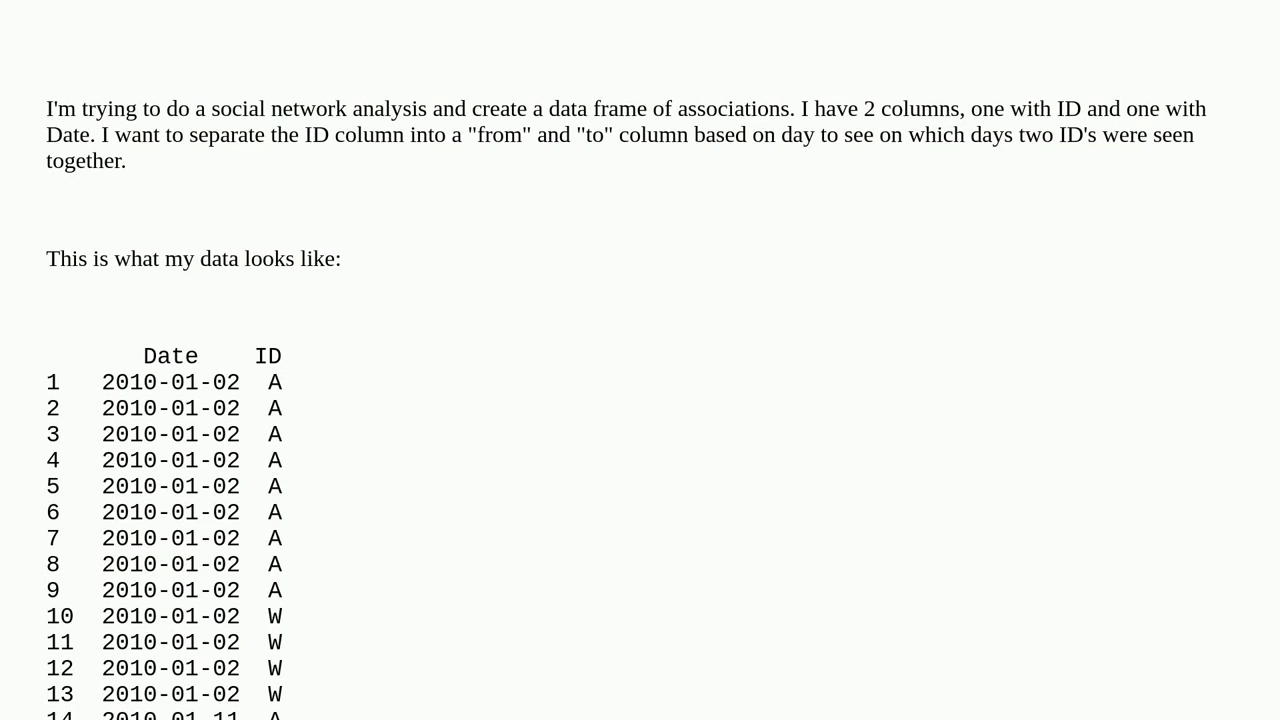 I'm trying to do a social network analysis and create a data frame of associations. I have 2 columns, one with ID and one with
Date. I want to separate the ID column into a "from" and "to" column based on day to see on which days two ID's were seen
together.
This is what my data looks like:
Date ID
1 2010-01-02 A
2 2010-01-02 A
3 2010-01-02 A
4 2010-01-02 A
5 2010-01-02 A
6 2010-01-02 A
7 2010-01-02 A
8 2010-01-02 A
9 2010-01-02 A
10 2010-01-02 W
11 2010-01-02 W
12 2010-01-02 W
13 2010-01-02 W
14 2010-01-11 A